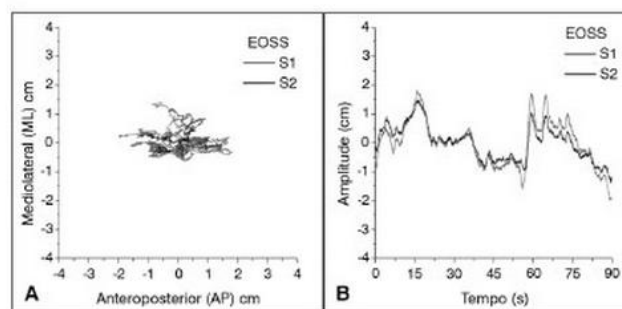 4
3
2
1
0
-1
-2
-3
-4
Mediolateral (ML) cm
EOSS
S1
S2
-4 -3 -2 -1 0 1 2 3 4
A
Anteroposterior (AP) cm
4
3
2
1
0
-1
-2
-3
-4
Amplitude (cm)
EOSS
S1
S2
0 15 30 45 60 75 90
B
Tempo (s)